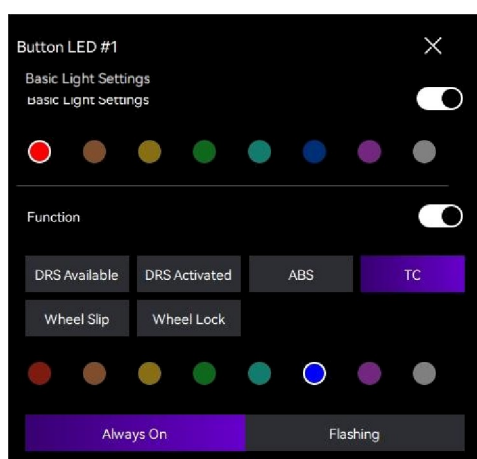 Button LED #1
Basic Light Settings
Basic Light Settings
Function
DRS Available DRS Activated ABS TC
Wheel Slip Wheel Lock
Always On Flashing